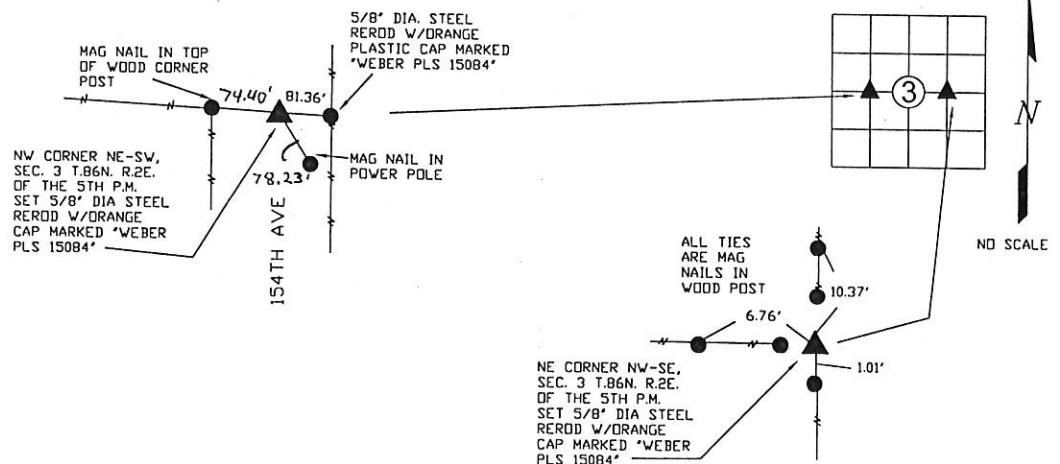 MAG NAIL IN TOP
OF WOOD CORNER
POST
5/8" DIA. STEEL
REROD W/ORANGE
PLASTIC CAP MARKED
"WEBER PLS 15084"
74.40'
81.36'
NW CORNER NE-SW,
SEC. 3 T.86N. R.2E.
OF THE 5TH P.M.
SET 5/8" DIA STEEL
REROD W/ORANGE
CAP MARKED "WEBER
PLS 15084"
78.23'
MAG NAIL IN
POWER POLE
154TH AVE
3
N
NO SCALE
ALL TIES
ARE MAG
NAILS IN
WOOD POST
10.37'
6.76'
1.01'
NE CORNER NW-SE,
SEC. 3 T.86N. R.2E.
OF THE 5TH P.M.
SET 5/8" DIA STEEL
REROD W/ORANGE
CAP MARKED "WEBER
PLS 15084"